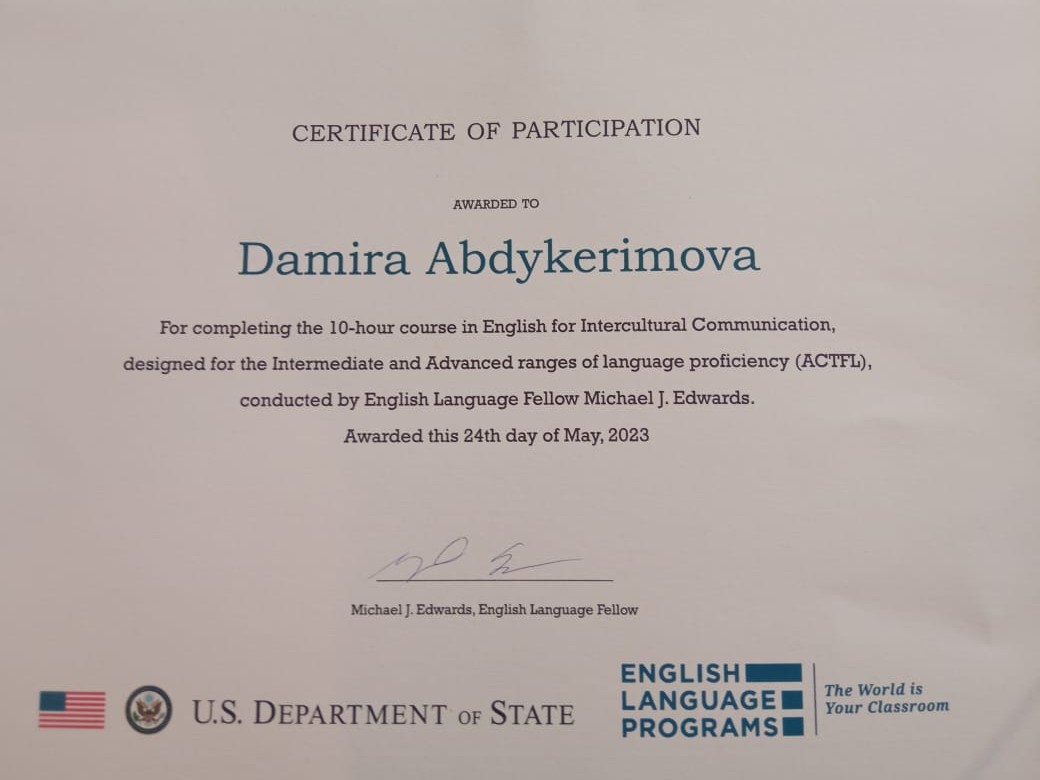 CERTIFICATE OF PARTICIPATION
AWARDED TO
Damira Abdykerimova
For completing the 10-hour course in English for Intercultural Communication,
designed for the Intermediate and Advanced ranges of language proficiency (ACTFL),
conducted by English Language Fellow Michael J. Edwards.
Awarded this 24th day of May, 2023
Michael J. Edwards, English Language Fellow
U.S. DEPARTMENT OF STATE
ENGLISH
LANGUAGE
PROGRAMS
The World is
Your Classroom